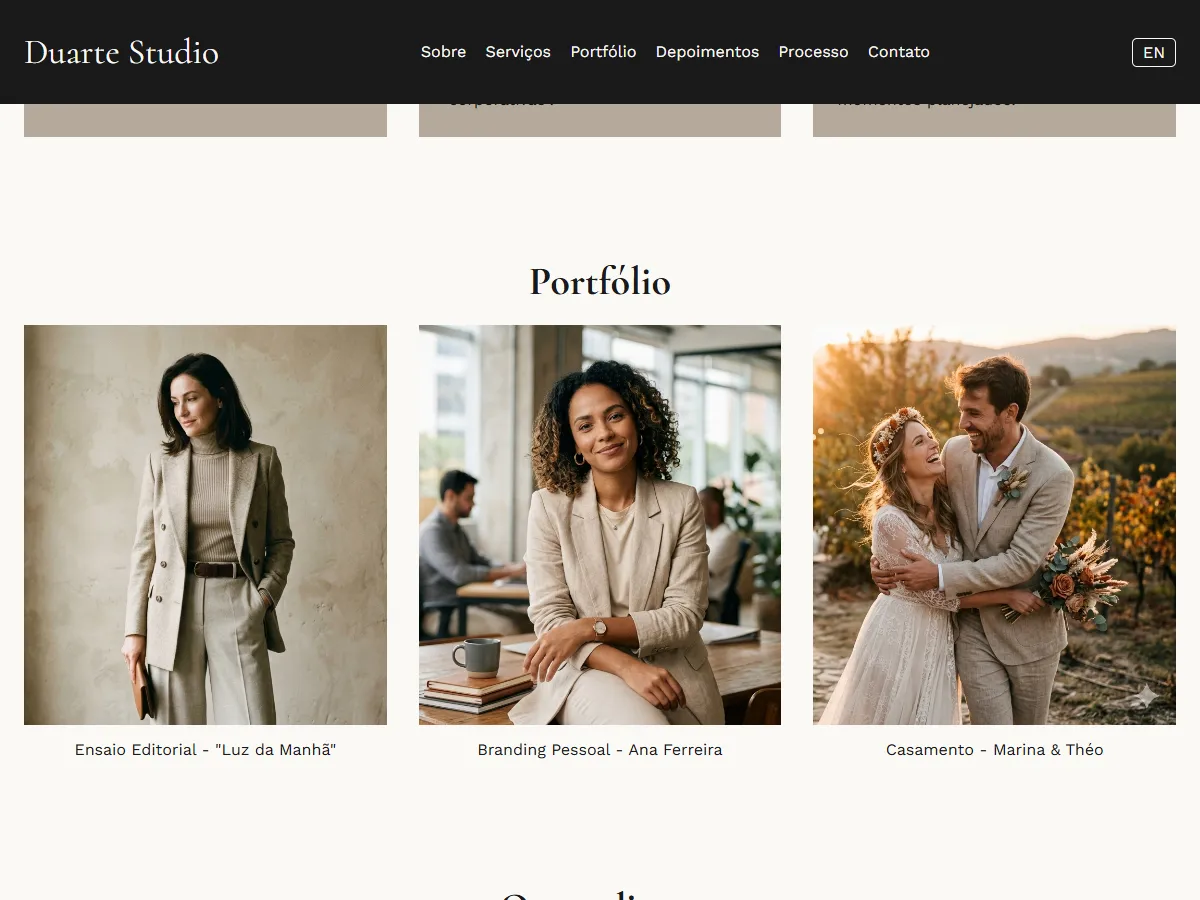 Duarte Studio
Sobre Serviços Portfólio Depoimentos Processo Contato
EN
Portfólio
Ensaio Editorial - "Luz da Manhã"
Branding Pessoal - Ana Ferreira
Casamento - Marina & Théo